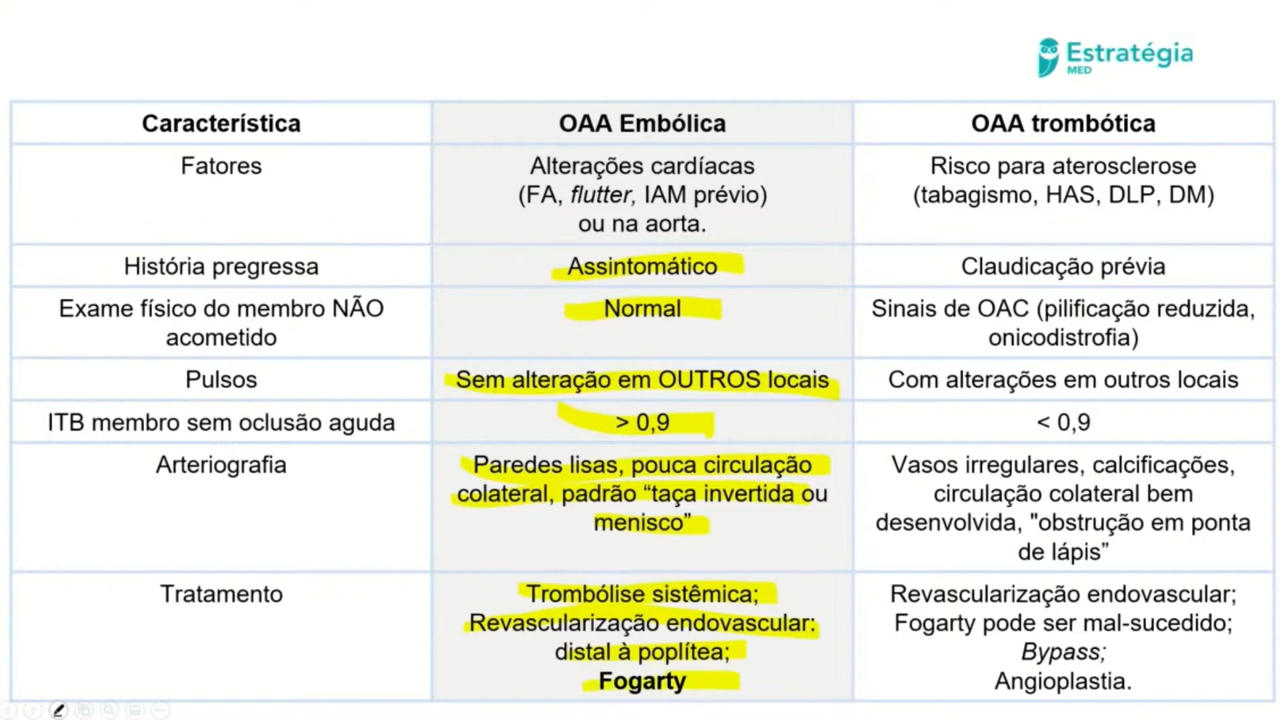 Estratégia
MED
Característica
OAA Embólica
OAA trombótica
Fatores
Alterações cardíacas
(FA, flutter, IAM prévio)
ou na aorta.
Risco para aterosclerose
(tabagismo, HAS, DLP, DM)
História pregressa
Assintomático
Claudicação prévia
Exame físico do membro NÃO
acometido
Normal
Sinais de OAC (pilificação reduzida,
onicodistrofia)
Pulsos
Sem alteração em OUTROS locais
Com alterações em outros locais
ITB membro sem oclusão aguda
> 0,9
< 0,9
Arteriografia
Paredes lisas, pouca circulação
colateral, padrão “taça invertida ou
menisco”
Vasos irregulares, calcificações,
circulação colateral bem
desenvolvida, "obstrução em ponta
de lápis”
Tratamento
Trombólise sistêmica;
Revascularização endovascular:
distal à poplítea;
Fogarty
Revascularização endovascular;
Fogarty pode ser mal-sucedido;
Bypass;
Angioplastia.